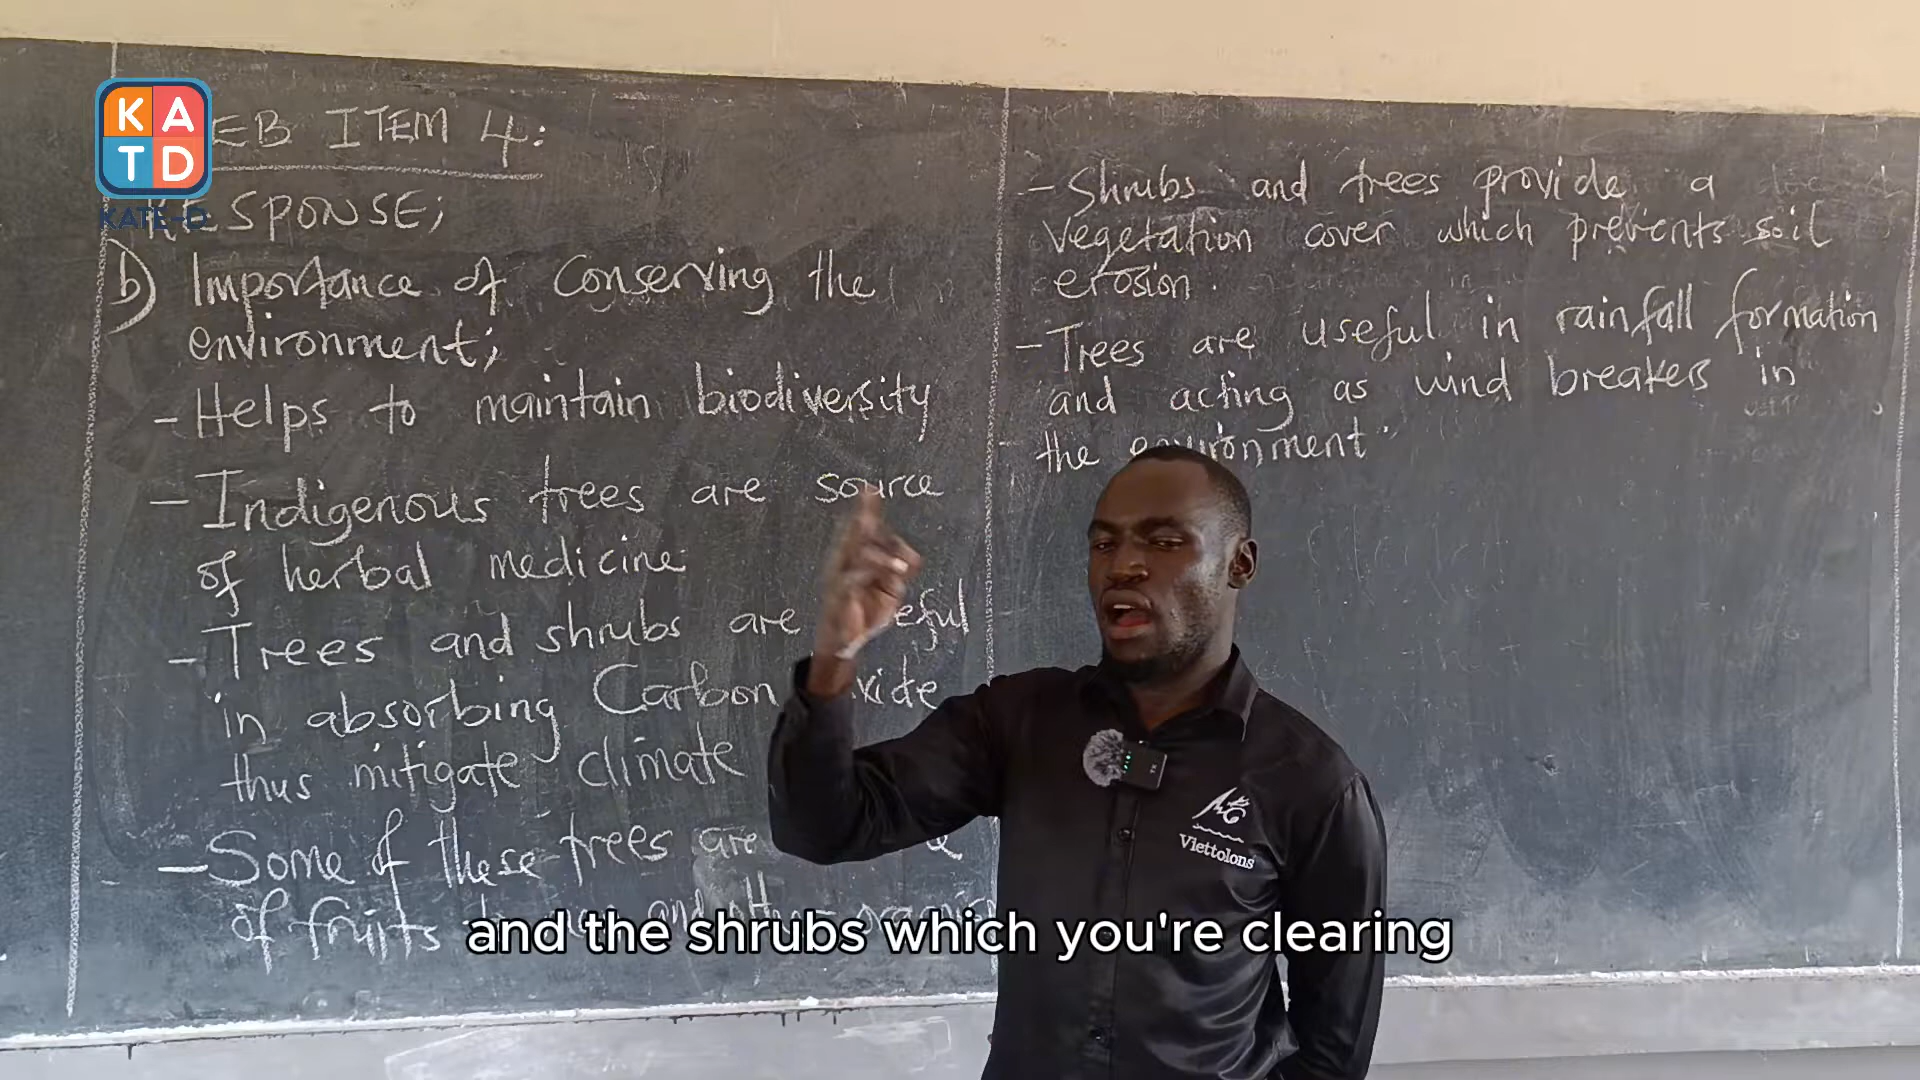 KATD
KATE-D
EB ITEM 4:
RESPONSE;
b) Importance of Conserving the
environment;
- Helps to maintain biodiversity
- Indigenous trees are source
of herbal medicine
- Trees and shrubs are
in absorbing Carbon
thus mitigate climate
- Some of these trees are
of fruits
- Shrubs and trees provide a
vegetation cover which prevents soil
erosion.
- Trees are useful in rainfall formation
and acting as wind breakers in
the environment.
Viettolons
and the shrubs which you're clearing